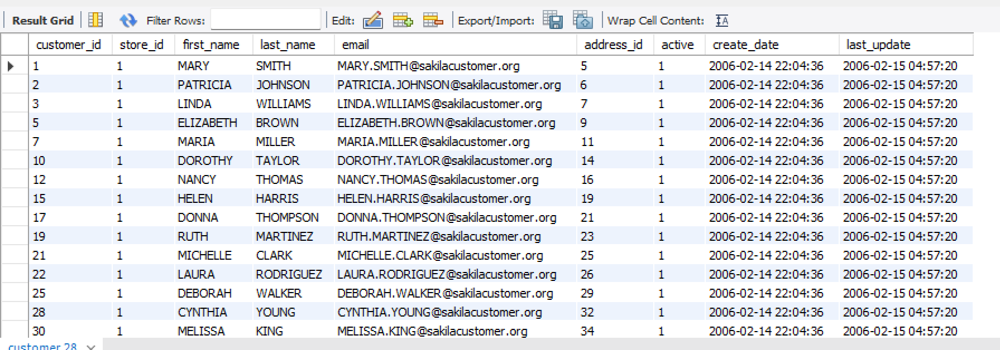 Result Grid Filter Rows: Edit: Export/Import: Wrap Cell Content: IA
customer_id store_id first_name last_name email address_id active create_date last_update
1 1 MARY SMITH MARY.SMITH@sakilacustomer.org 5 1 2006-02-14 22:04:36 2006-02-15 04:57:20
2 1 PATRICIA JOHNSON PATRICIA.JOHNSON@sakilacustomer.org 6 1 2006-02-14 22:04:36 2006-02-15 04:57:20
3 1 LINDA WILLIAMS LINDA.WILLIAMS@sakilacustomer.org 7 1 2006-02-14 22:04:36 2006-02-15 04:57:20
5 1 ELIZABETH BROWN ELIZABETH.BROWN@sakilacustomer.org 9 1 2006-02-14 22:04:36 2006-02-15 04:57:20
7 1 MARIA MILLER MARIA.MILLER@sakilacustomer.org 11 1 2006-02-14 22:04:36 2006-02-15 04:57:20
10 1 DOROTHY TAYLOR DOROTHY.TAYLOR@sakilacustomer.org 14 1 2006-02-14 22:04:36 2006-02-15 04:57:20
12 1 NANCY THOMAS NANCY.THOMAS@sakilacustomer.org 16 1 2006-02-14 22:04:36 2006-02-15 04:57:20
15 1 HELEN HARRIS HELEN.HARRIS@sakilacustomer.org 19 1 2006-02-14 22:04:36 2006-02-15 04:57:20
17 1 DONNA THOMPSON DONNA.THOMPSON@sakilacustomer.org 21 1 2006-02-14 22:04:36 2006-02-15 04:57:20
19 1 RUTH MARTINEZ RUTH.MARTINEZ@sakilacustomer.org 23 1 2006-02-14 22:04:36 2006-02-15 04:57:20
21 1 MICHELLE CLARK MICHELLE.CLARK@sakilacustomer.org 25 1 2006-02-14 22:04:36 2006-02-15 04:57:20
22 1 LAURA RODRIGUEZ LAURA.RODRIGUEZ@sakilacustomer.org 26 1 2006-02-14 22:04:36 2006-02-15 04:57:20
25 1 DEBORAH WALKER DEBORAH.WALKER@sakilacustomer.org 29 1 2006-02-14 22:04:36 2006-02-15 04:57:20
28 1 CYNTHIA YOUNG CYNTHIA.YOUNG@sakilacustomer.org 32 1 2006-02-14 22:04:36 2006-02-15 04:57:20
30 1 MELISSA KING MELISSA.KING@sakilacustomer.org 34 1 2006-02-14 22:04:36 2006-02-15 04:57:20
customer 28